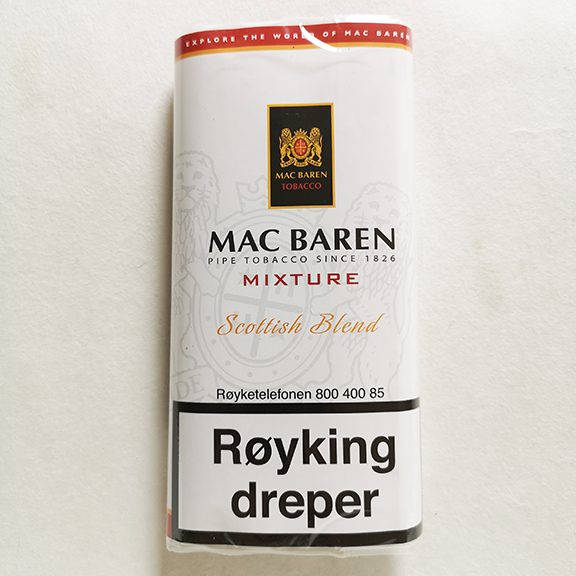 EXPLORE THE WORLD OF MAC BAREN
MAC BAREN
TOBACCO
MAC BAREN
PIPE TOBACCO SINCE 1826
MIXTURE
Scottish Blend
DE
Røyketelefonen 800 400 85
Røyking
dreper